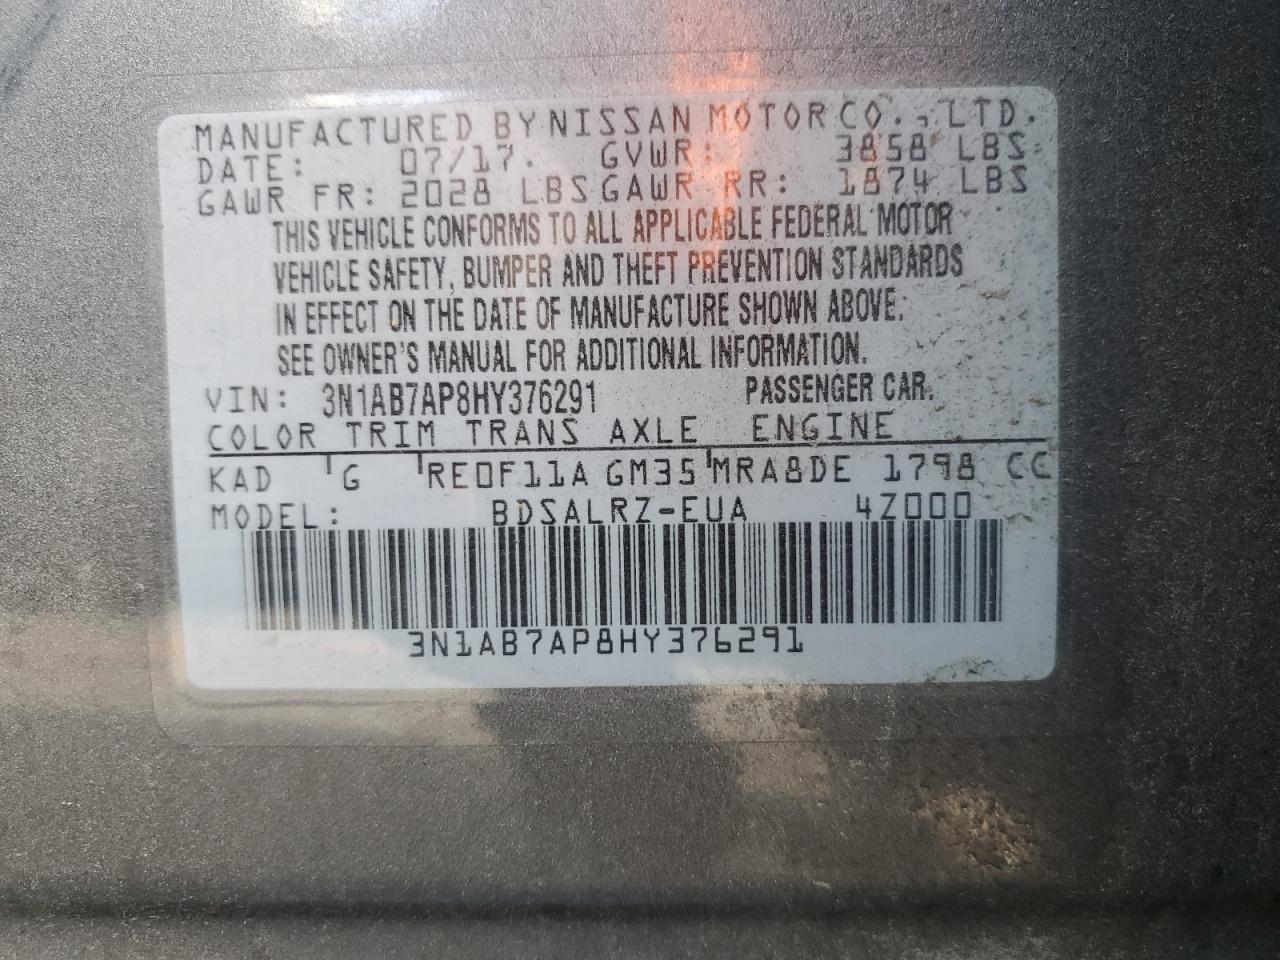 MANUFACTURED BY NISSAN MOTOR CO., LTD.
DATE: 07/17. GVWR: 3858 LBS
GAWR FR: 2028 LBS GAWR RR: 1874 LBS
THIS VEHICLE CONFORMS TO ALL APPLICABLE FEDERAL MOTOR
VEHICLE SAFETY, BUMPER AND THEFT PREVENTION STANDARDS
IN EFFECT ON THE DATE OF MANUFACTURE SHOWN ABOVE.
SEE OWNER'S MANUAL FOR ADDITIONAL INFORMATION.
VIN: 3N1AB7AP8HY376291 PASSENGER CAR.
COLOR TRIM TRANS AXLE ENGINE
KAD G RE0F11A GM35 MRA8DE 1798 CC
MODEL: BDSALRZ-EUA 4Z000
3N1AB7AP8HY376291